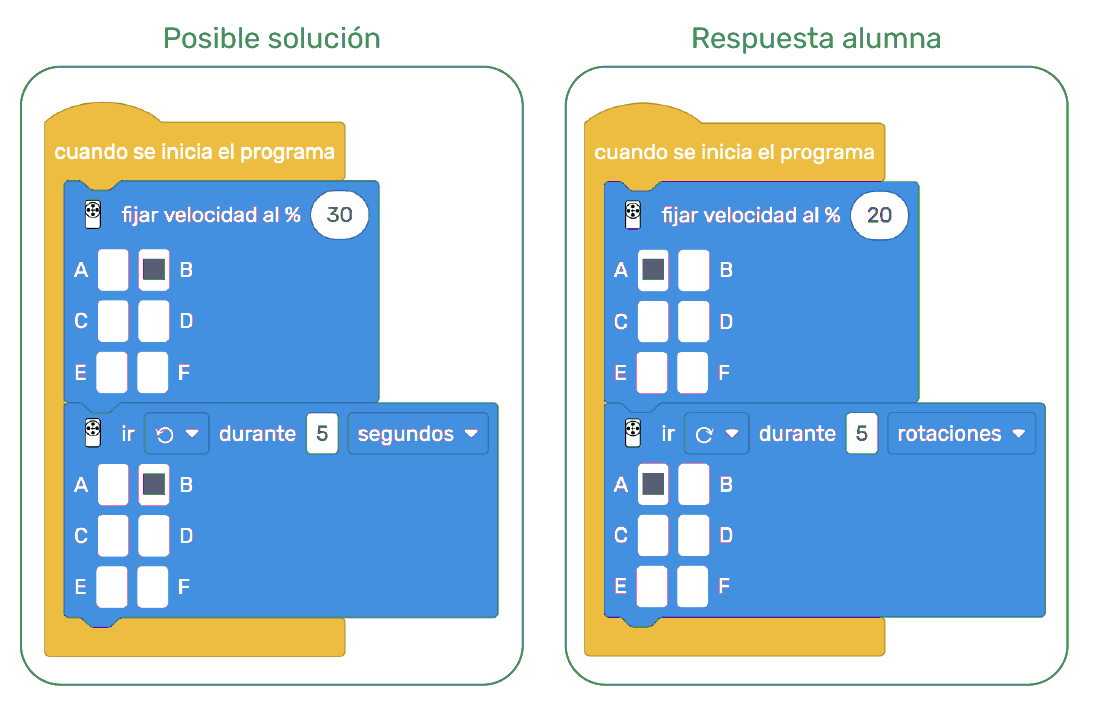 Posible solución
cuando se inicia el programa
fijar velocidad al % 30
A B
C D
E F
ir durante 5 segundos
A B
C D
E F
Respuesta alumna
cuando se inicia el programa
fijar velocidad al % 20
A B
C D
E F
ir durante 5 rotaciones
A B
C D
E F